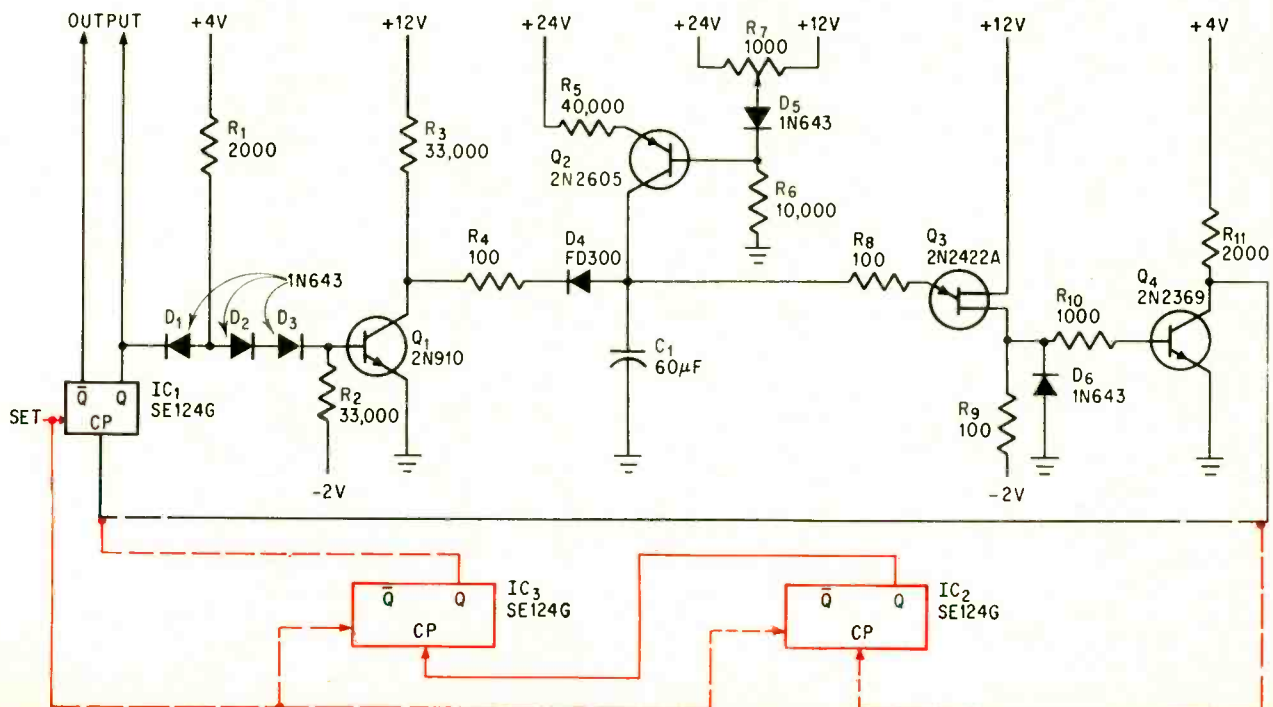 OUTPUT
+4V
+12V
+24V
+24V
R7
1000
+12V
+12V
+4V
R1
2000
R3
33,000
R5
40,000
Q2
2N2605
D5
1N643
R6
10,000
R4
100
D4
FD300
R8
100
Q3
2N2422A
R11
2000
Q4
2N2369
R10
1000
1N643
D1
D2
D3
Q1
2N910
C1
60µF
D6
1N643
R9
100
R2
33,000
-2V
-2V
Q̄ Q
CP
IC1
SE124G
SET
Q̄ Q
CP
IC3
SE124G
Q̄ Q
CP
IC2
SE124G